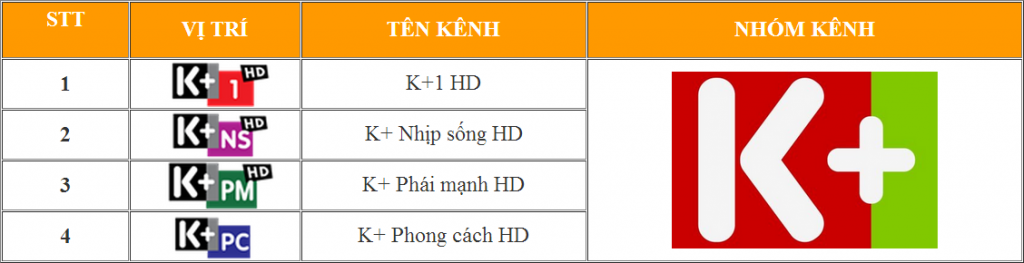 STT VỊ TRÍ TÊN KÊNH NHÓM KÊNH
1 K+ 1 HD K+1 HD
2 K+ NS HD K+ Nhịp sống HD
3 K+ PM HD K+ Phái mạnh HD
4 K+ PC K+ Phong cách HD
K+